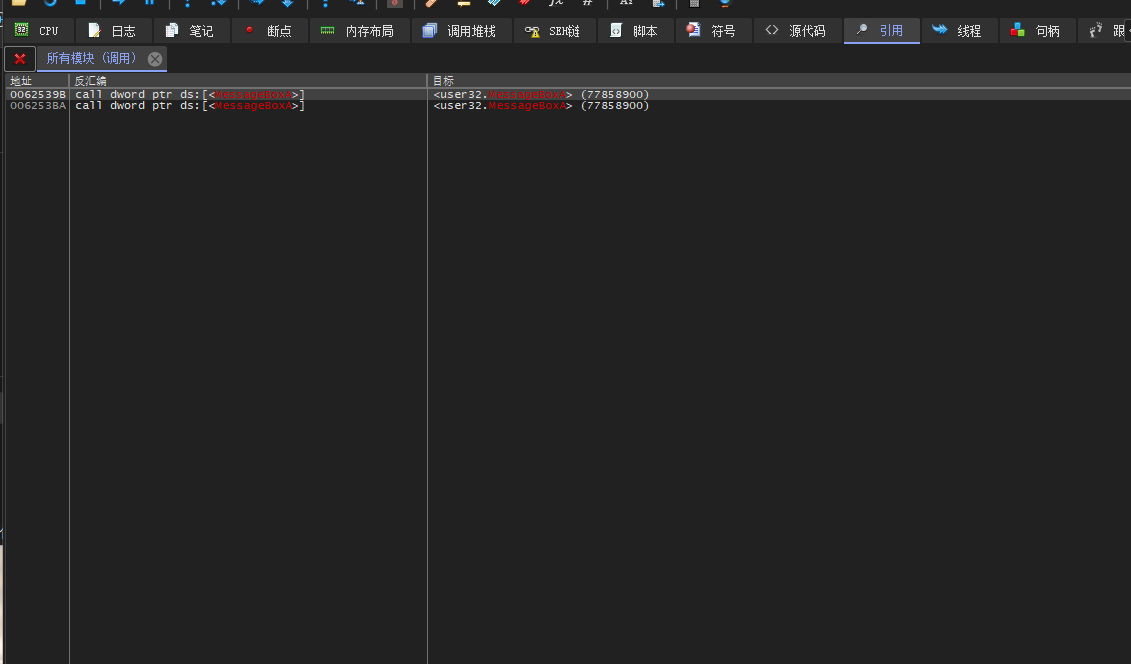 CPU 日志 笔记 断点 内存布局 调用堆栈 SEH链 脚本 符号 <> 源代码 引用 线程 句柄 跟
所有模块（调用）
地址 反汇编 目标
0062539B call dword ptr ds:[<MessageBoxA>] <user32.MessageBoxA> (77858900)
006253BA call dword ptr ds:[<MessageBoxA>] <user32.MessageBoxA> (77858900)